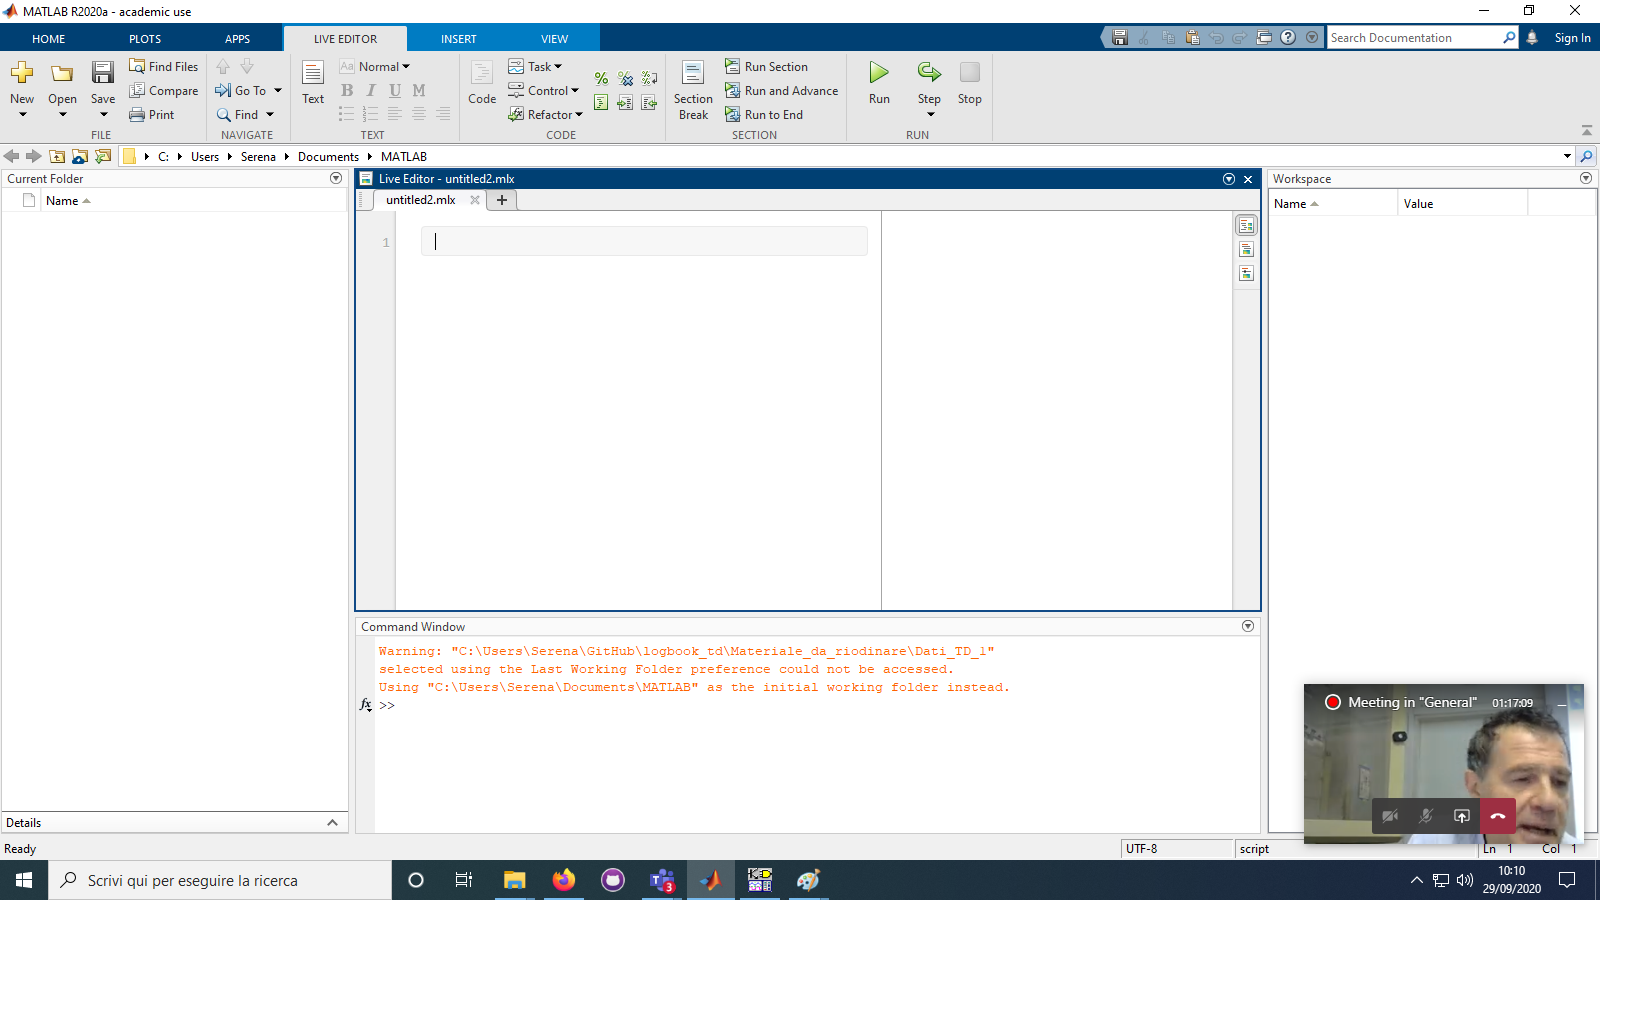 MATLAB R2020a - academic use
HOME PLOTS APPS LIVE EDITOR INSERT VIEW Search Documentation Sign In
New Open Save Find Files Compare Print
FILE
Go To Find
NAVIGATE
Text Aa Normal B I U M
TEXT
Code Task Control Refactor
CODE
Section Break Run Section Run and Advance Run to End
SECTION
Run Step Stop
RUN
C: Users Serena Documents MATLAB
Current Folder
Name
Details
Live Editor - untitled2.mlx
untitled2.mlx
1
Command Window
Warning: "C:\Users\Serena\GitHub\logbook_td\Materiale_da_riodinare\Dati_TD_1"
selected using the Last Working Folder preference could not be accessed.
Using "C:\Users\Serena\Documents\MATLAB" as the initial working folder instead.
fx >>
Workspace
Name Value
Meeting in "General" 01:17:09
Ready UTF-8 script Ln 1 Col 1
Scrivi qui per eseguire la ricerca
3
10:10
29/09/2020